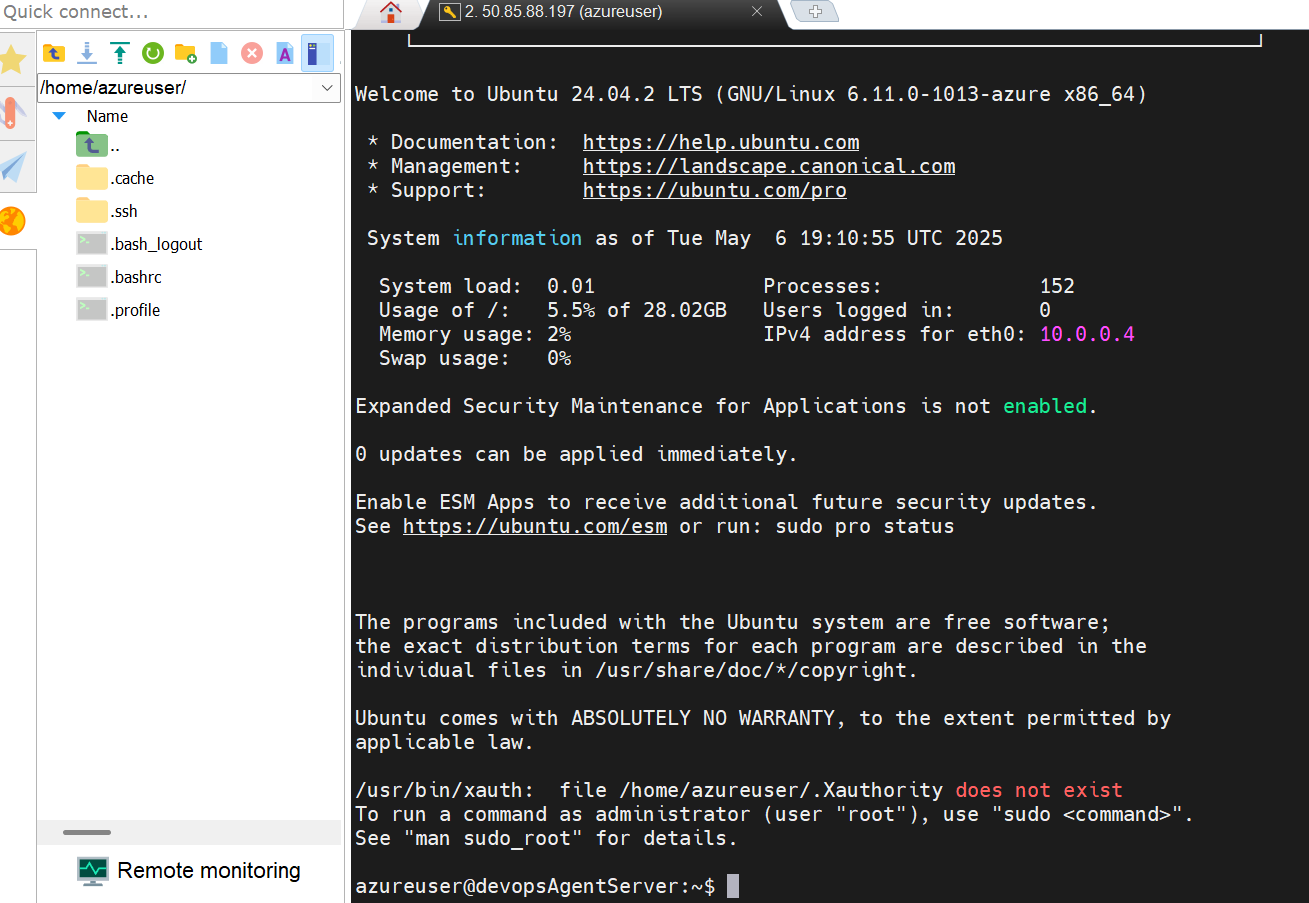 Quick connect...
2. 50.85.88.197 (azureuser)
/home/azureuser/
Name
..
.cache
.ssh
.bash_logout
.bashrc
.profile
Remote monitoring
Welcome to Ubuntu 24.04.2 LTS (GNU/Linux 6.11.0-1013-azure x86_64)
* Documentation:  https://help.ubuntu.com
* Management:     https://landscape.canonical.com
* Support:        https://ubuntu.com/pro
System information as of Tue May  6 19:10:55 UTC 2025
System load:  0.01              Processes:             152
Usage of /:   5.5% of 28.02GB   Users logged in:       0
Memory usage: 2%                IPv4 address for eth0: 10.0.0.4
Swap usage:   0%
Expanded Security Maintenance for Applications is not enabled.
0 updates can be applied immediately.
Enable ESM Apps to receive additional future security updates.
See https://ubuntu.com/esm or run: sudo pro status
The programs included with the Ubuntu system are free software;
the exact distribution terms for each program are described in the
individual files in /usr/share/doc/*/copyright.
Ubuntu comes with ABSOLUTELY NO WARRANTY, to the extent permitted by
applicable law.
/usr/bin/xauth:  file /home/azureuser/.Xauthority does not exist
To run a command as administrator (user "root"), use "sudo <command>".
See "man sudo_root" for details.
azureuser@devopsAgentServer:~$